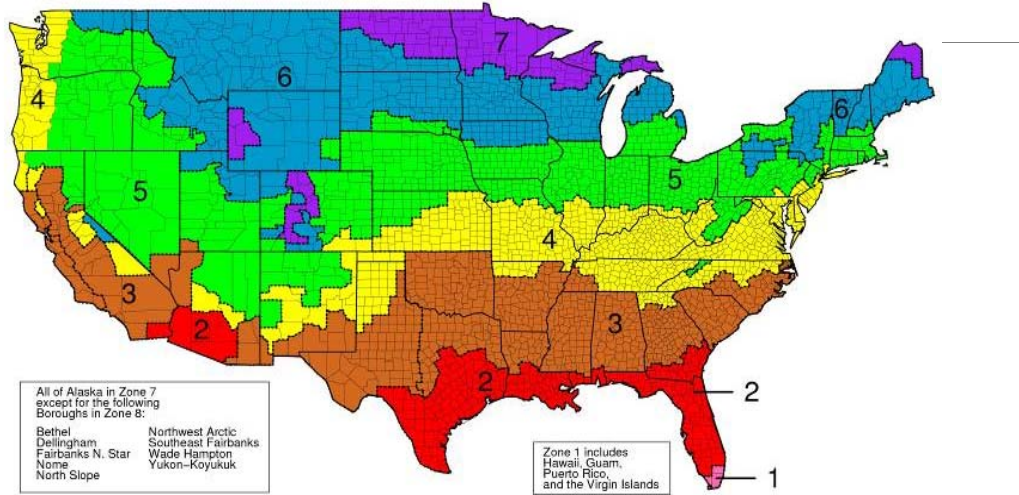 7
6
6
4
5
5
4
3
3
2
2
2
1
All of Alaska in Zone 7
except for the following
Boroughs in Zone 8:
Bethel
Dellingham
Fairbanks N. Star
Nome
North Slope
Northwest Arctic
Southeast Fairbanks
Wade Hampton
Yukon–Koyukuk
Zone 1 includes
Hawaii, Guam,
Puerto Rico,
and the Virgin Islands